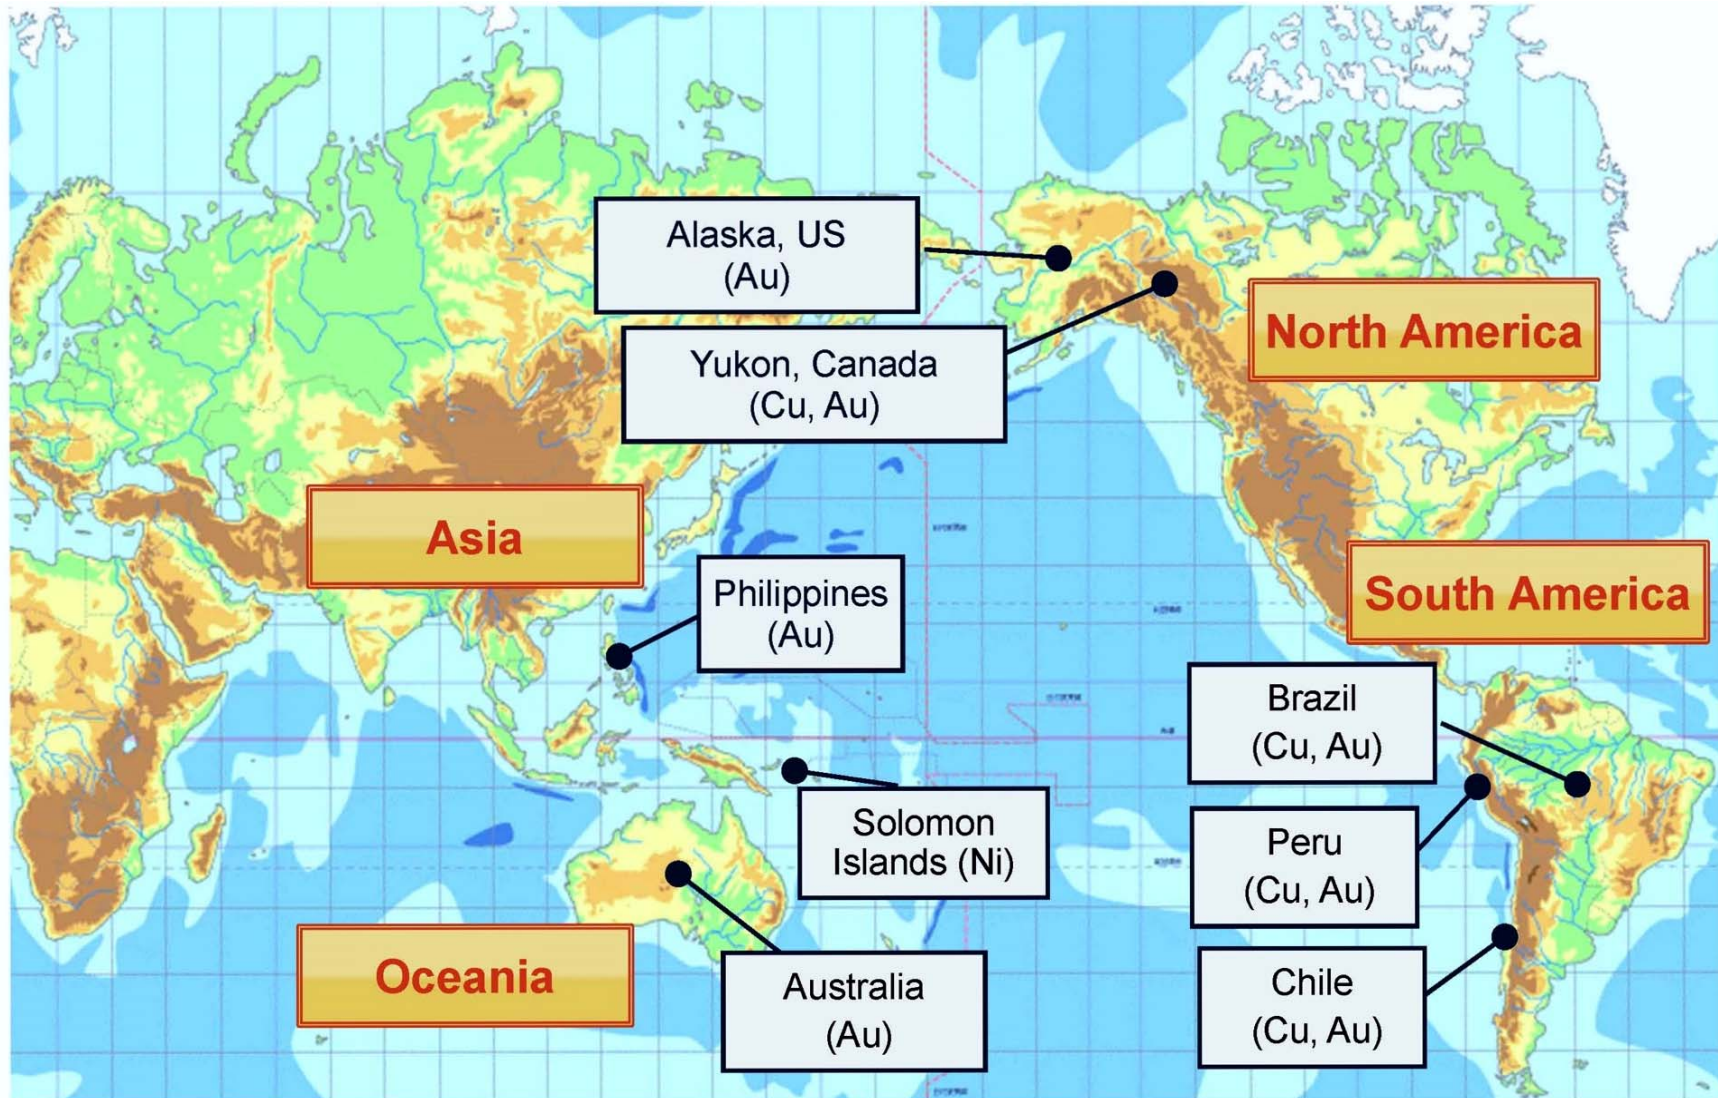 Alaska, US
(Au)
Yukon, Canada
(Cu, Au)
North America
Asia
South America
Philippines
(Au)
Brazil
(Cu, Au)
Solomon
Islands (Ni)
Peru
(Cu, Au)
Oceania
Australia
(Au)
Chile
(Cu, Au)